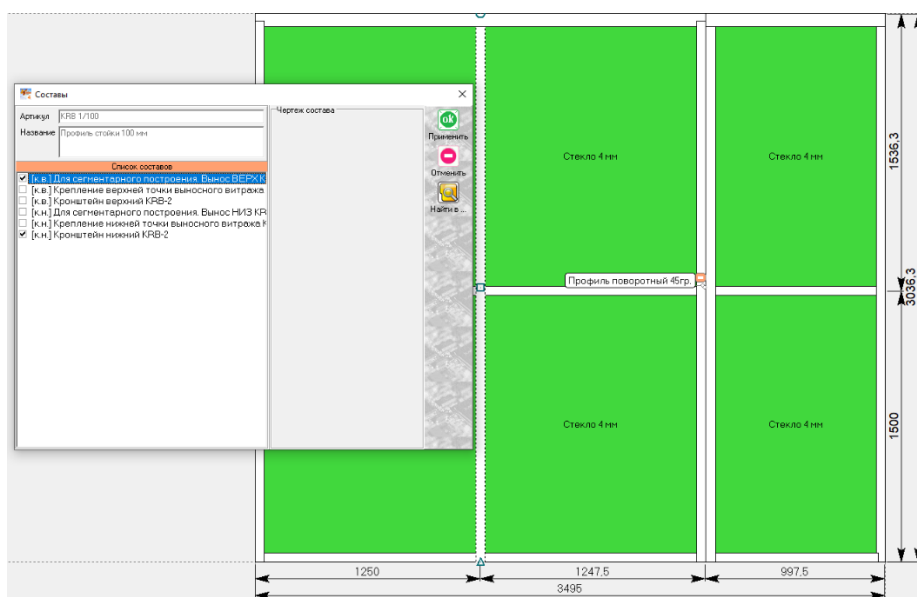 Составы
Артикул KRB 1/100
Название Профиль стойки 100 мм
Список составов
[к.в.] Для сегментарного построения. Вынос ВЕРХ K
[к.в.] Крепление верхней точки выносного витража
[к.в.] Кронштейн верхний KRB-2
[к.н.] Для сегментарного построения. Вынос НИЗ KR
[к.н.] Крепление нижней точки выносного витража K
[к.н.] Кронштейн нижний KRB-2
Чертеж состава
ok
Применить
Отменить
Найти в ...
Стекло 4 мм
Стекло 4 мм
Профиль поворотный 45гр.
Стекло 4 мм
Стекло 4 мм
1536,3
3036,3
1500
1250
1247,5
997,5
3495